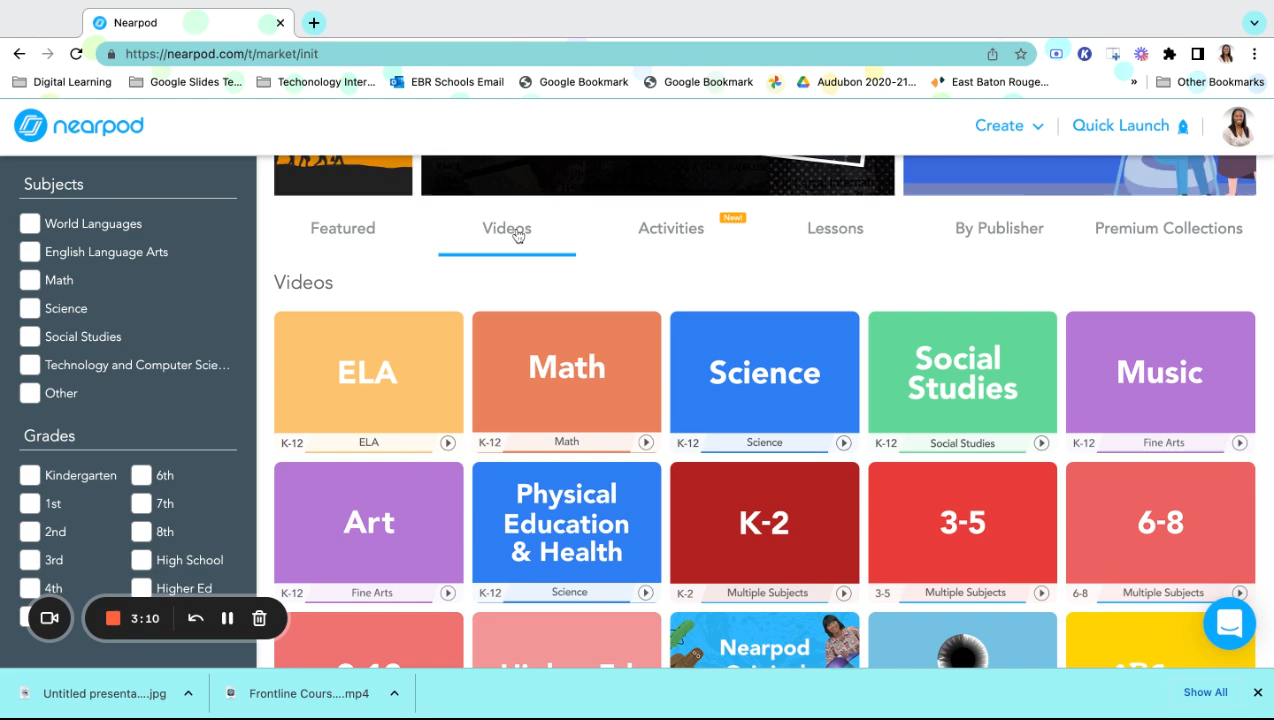 Nearpod
https://nearpod.com/t/market/init
Digital Learning
Google Slides Te...
Techonology Inter...
EBR Schools Email
Google Bookmark
Google Bookmark
Audubon 2020-21...
East Baton Rouge...
»
Other Bookmarks
nearpod
Create
Quick Launch
Subjects
World Languages
English Language Arts
Math
Science
Social Studies
Technology and Computer Scie...
Other
Grades
Kindergarten
6th
1st
7th
2nd
8th
3rd
High School
4th
Higher Ed
3:10
Featured
Videos
Activities
New!
Lessons
By Publisher
Premium Collections
Videos
ELA
K-12
ELA
Math
K-12
Math
Science
K-12
Science
Social
Studies
K-12
Social Studies
Music
K-12
Fine Arts
Art
K-12
Fine Arts
Physical
Education
& Health
K-12
Science
K-2
K-2
Multiple Subjects
3-5
3-5
Multiple Subjects
6-8
6-8
Multiple Subjects
Higher Ed
Nearpod
Original
Untitled presenta....jpg
Frontline Cours....mp4
Show All